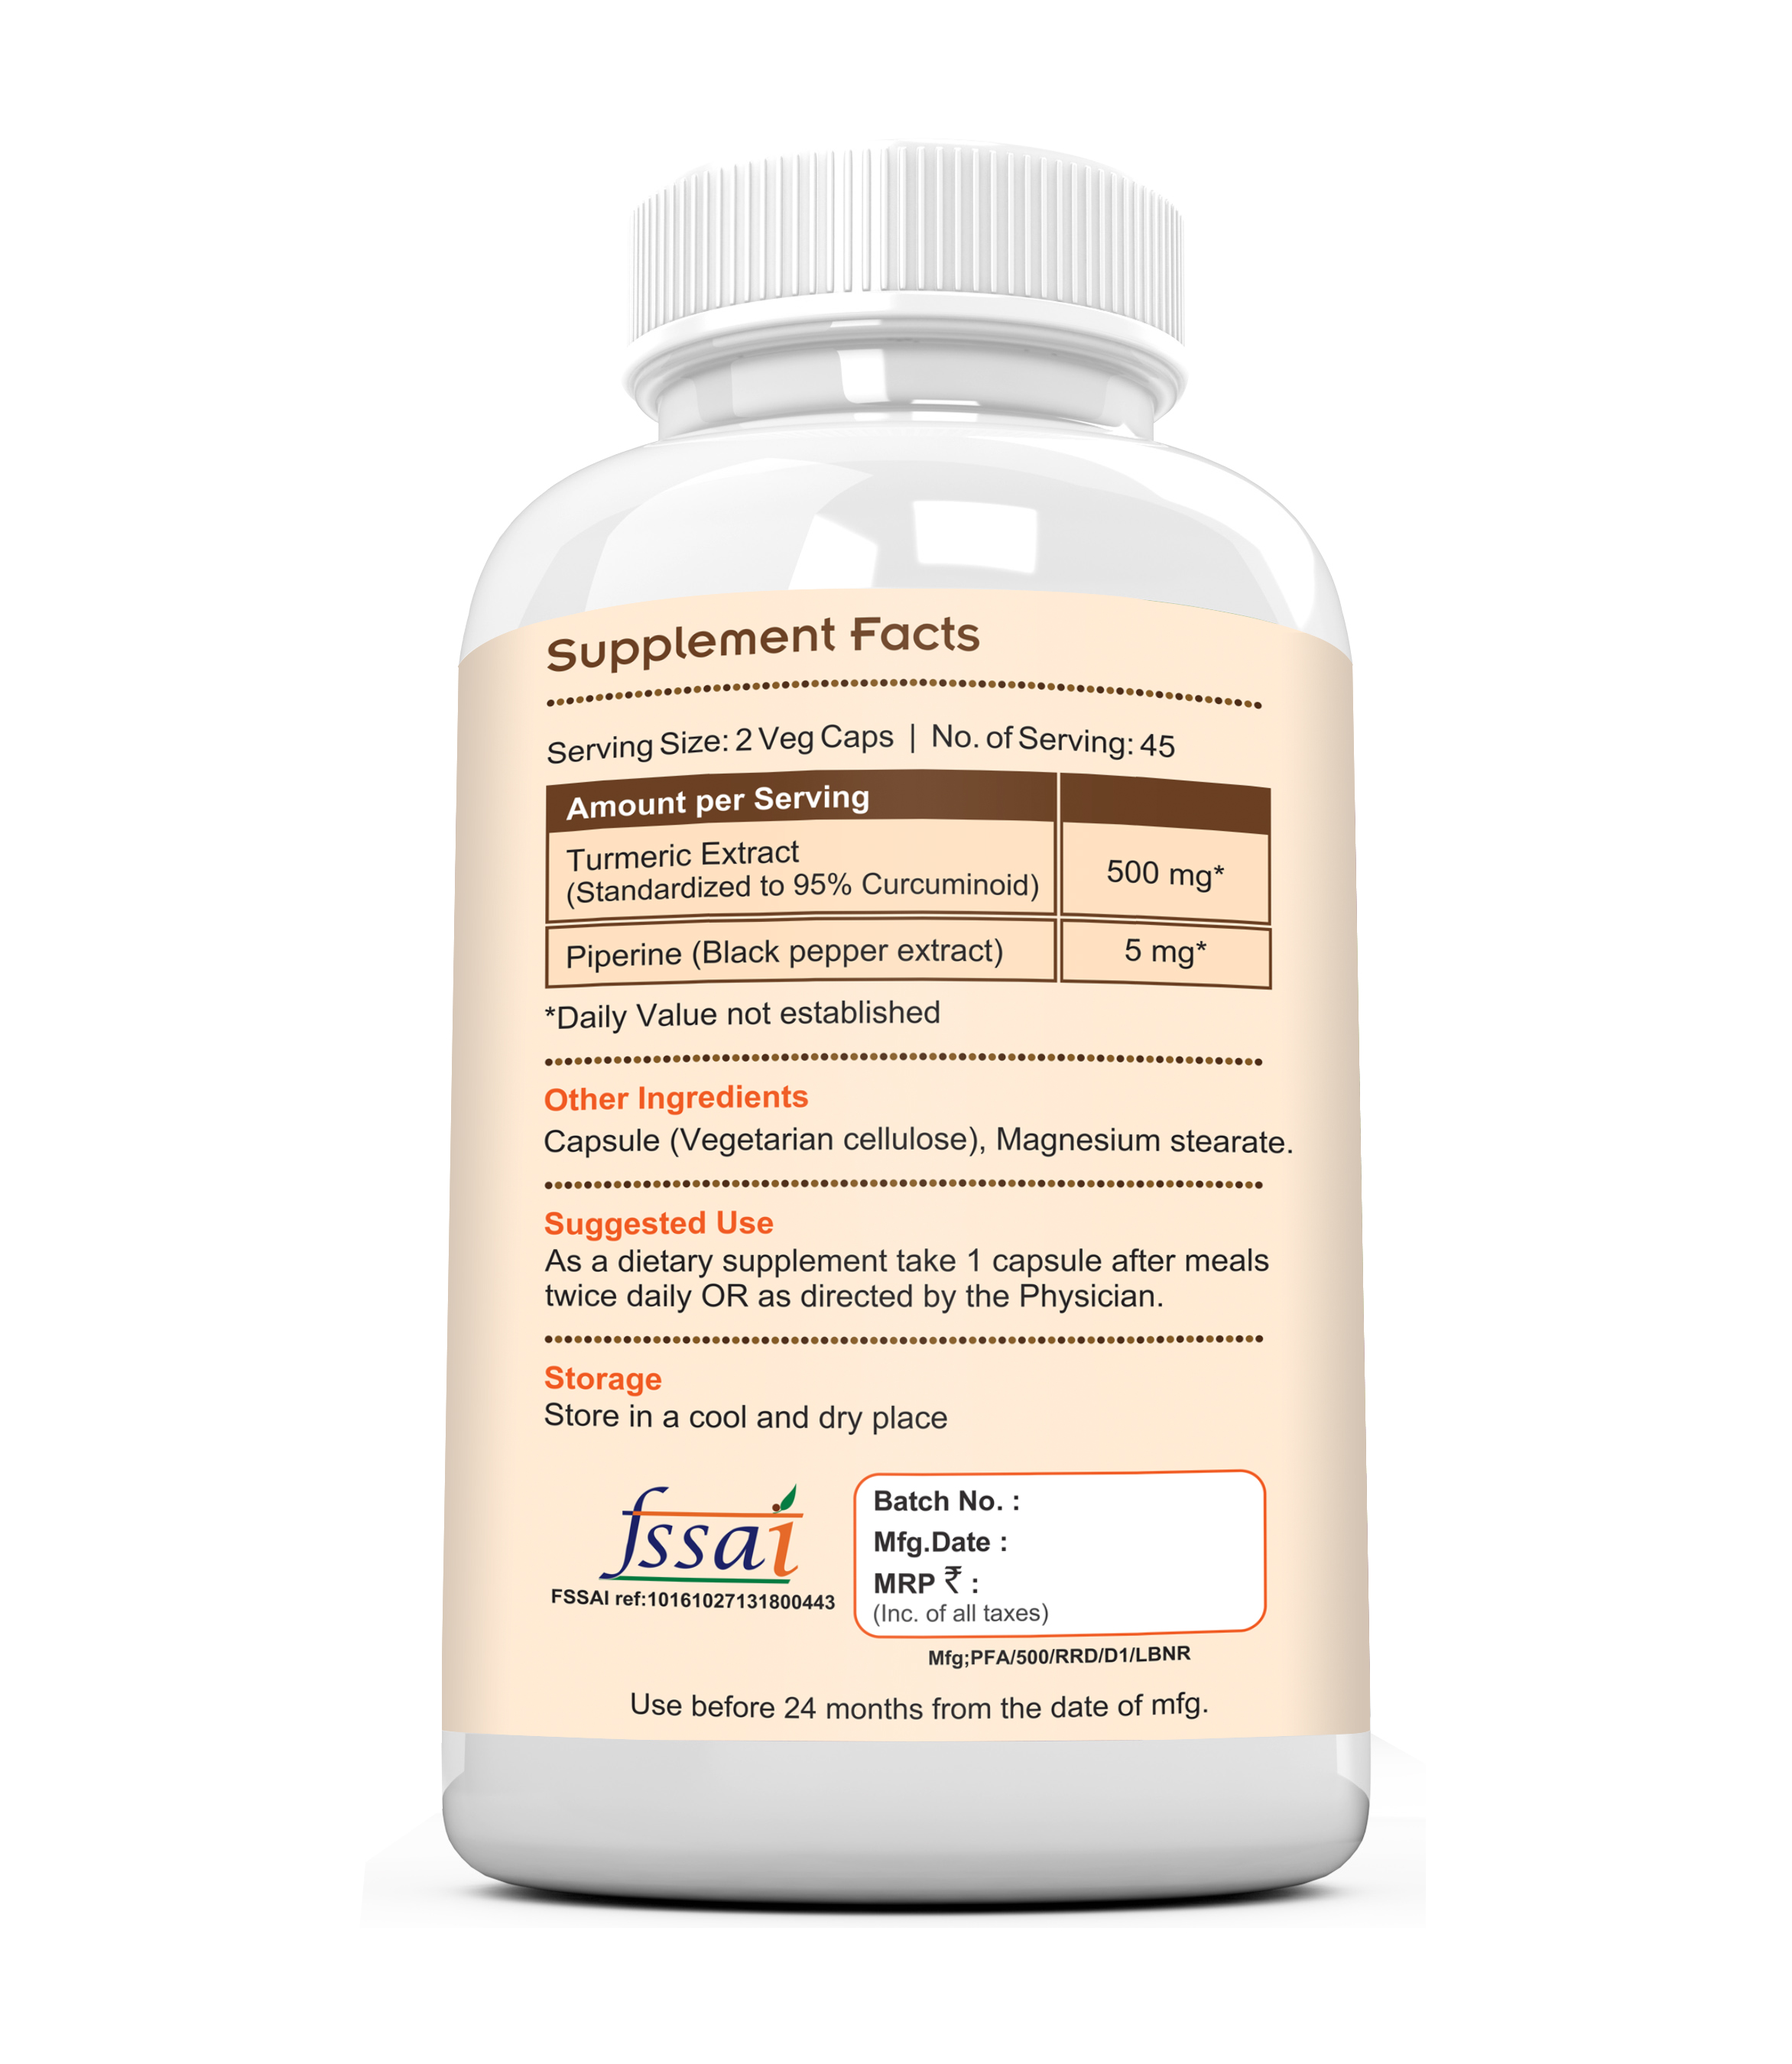 Supplement Facts
Serving Size: 2 Veg Caps | No. of Serving: 45
Amount per Serving
Turmeric Extract
(Standardized to 95% Curcuminoid)
500 mg*
Piperine (Black pepper extract)
5 mg*
*Daily Value not established
Other Ingredients
Capsule (Vegetarian cellulose), Magnesium stearate.
Suggested Use
As a dietary supplement take 1 capsule after meals
twice daily OR as directed by the Physician.
Storage
Store in a cool and dry place
fssai
FSSAI ref:10161027131800443
Batch No. :
Mfg.Date :
MRP ₹ :
(Inc. of all taxes)
Mfg;PFA/500/RRD/D1/LBNR
Use before 24 months from the date of mfg.